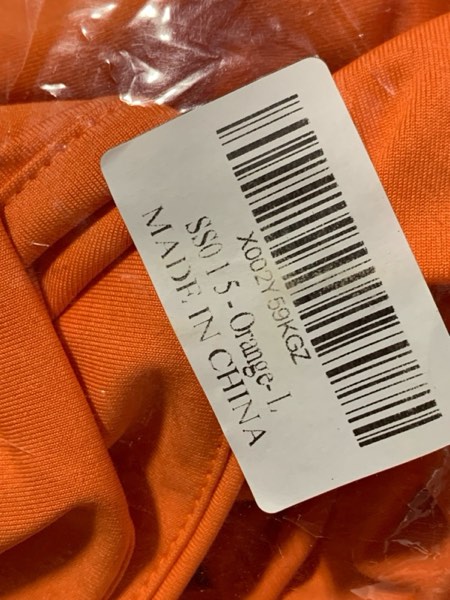 X002Y59KGZ
SS015-Orange-L
MADE IN CHINA